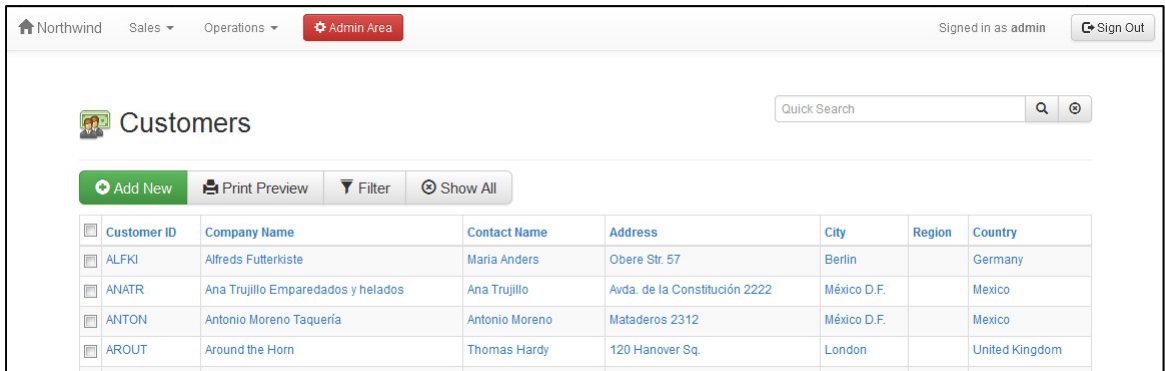 Northwind Sales Operations Admin Area Signed in as admin Sign Out
Customers Quick Search
Add New Print Preview Filter Show All
Customer ID Company Name Contact Name Address City Region Country
ALFKI Alfreds Futterkiste Maria Anders Obere Str. 57 Berlin Germany
ANATR Ana Trujillo Emparedados y helados Ana Trujillo Avda. de la Constitución 2222 México D.F. Mexico
ANTON Antonio Moreno Taquería Antonio Moreno Mataderos 2312 México D.F. Mexico
AROUT Around the Horn Thomas Hardy 120 Hanover Sq. London United Kingdom